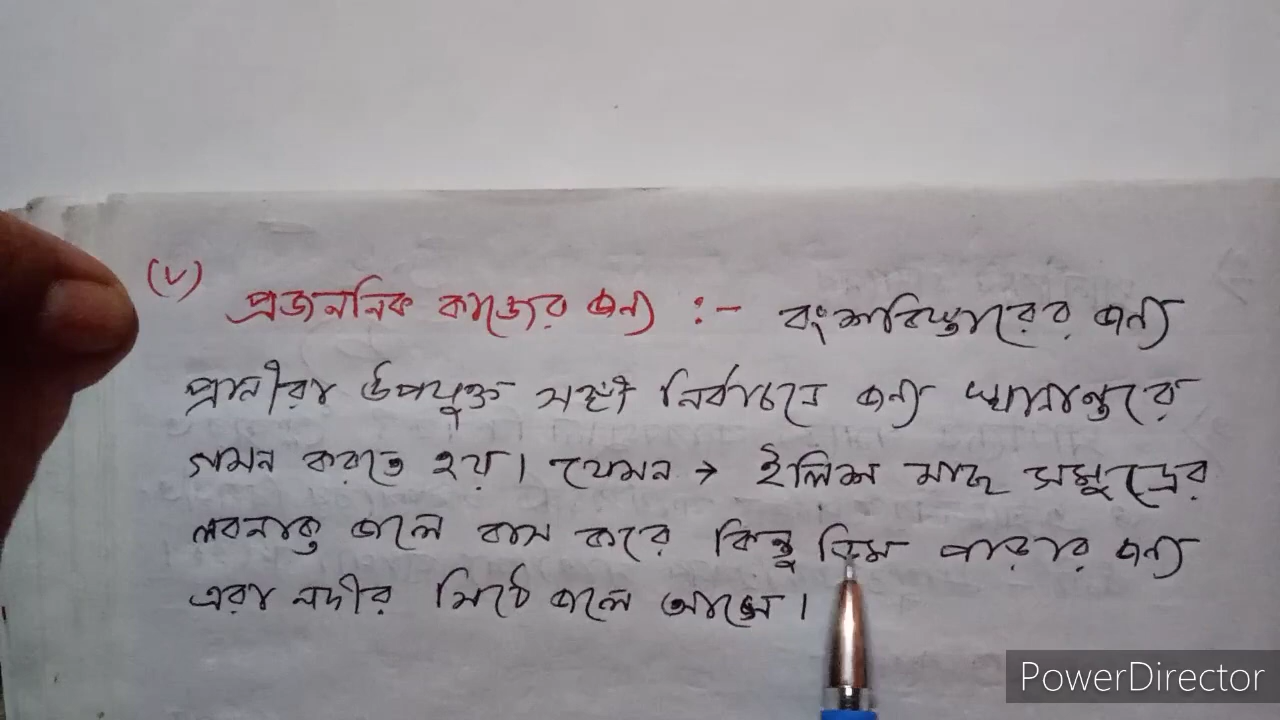 (V) প্রজননিক কাজের জন্য :- বংশবিস্তারের জন্য
প্রানীরা উপযুক্ত সঙ্গী নির্বাচনে জন্য স্থানান্তরে
গমন করতে হয়। যেমন → ইলিশ মাছ সমুদ্রের
লবনাক্ত জলে বাস করে কিন্তু ডিম পাড়ার জন্য
এরা নদীর মিঠে জলে আসে।
PowerDirector